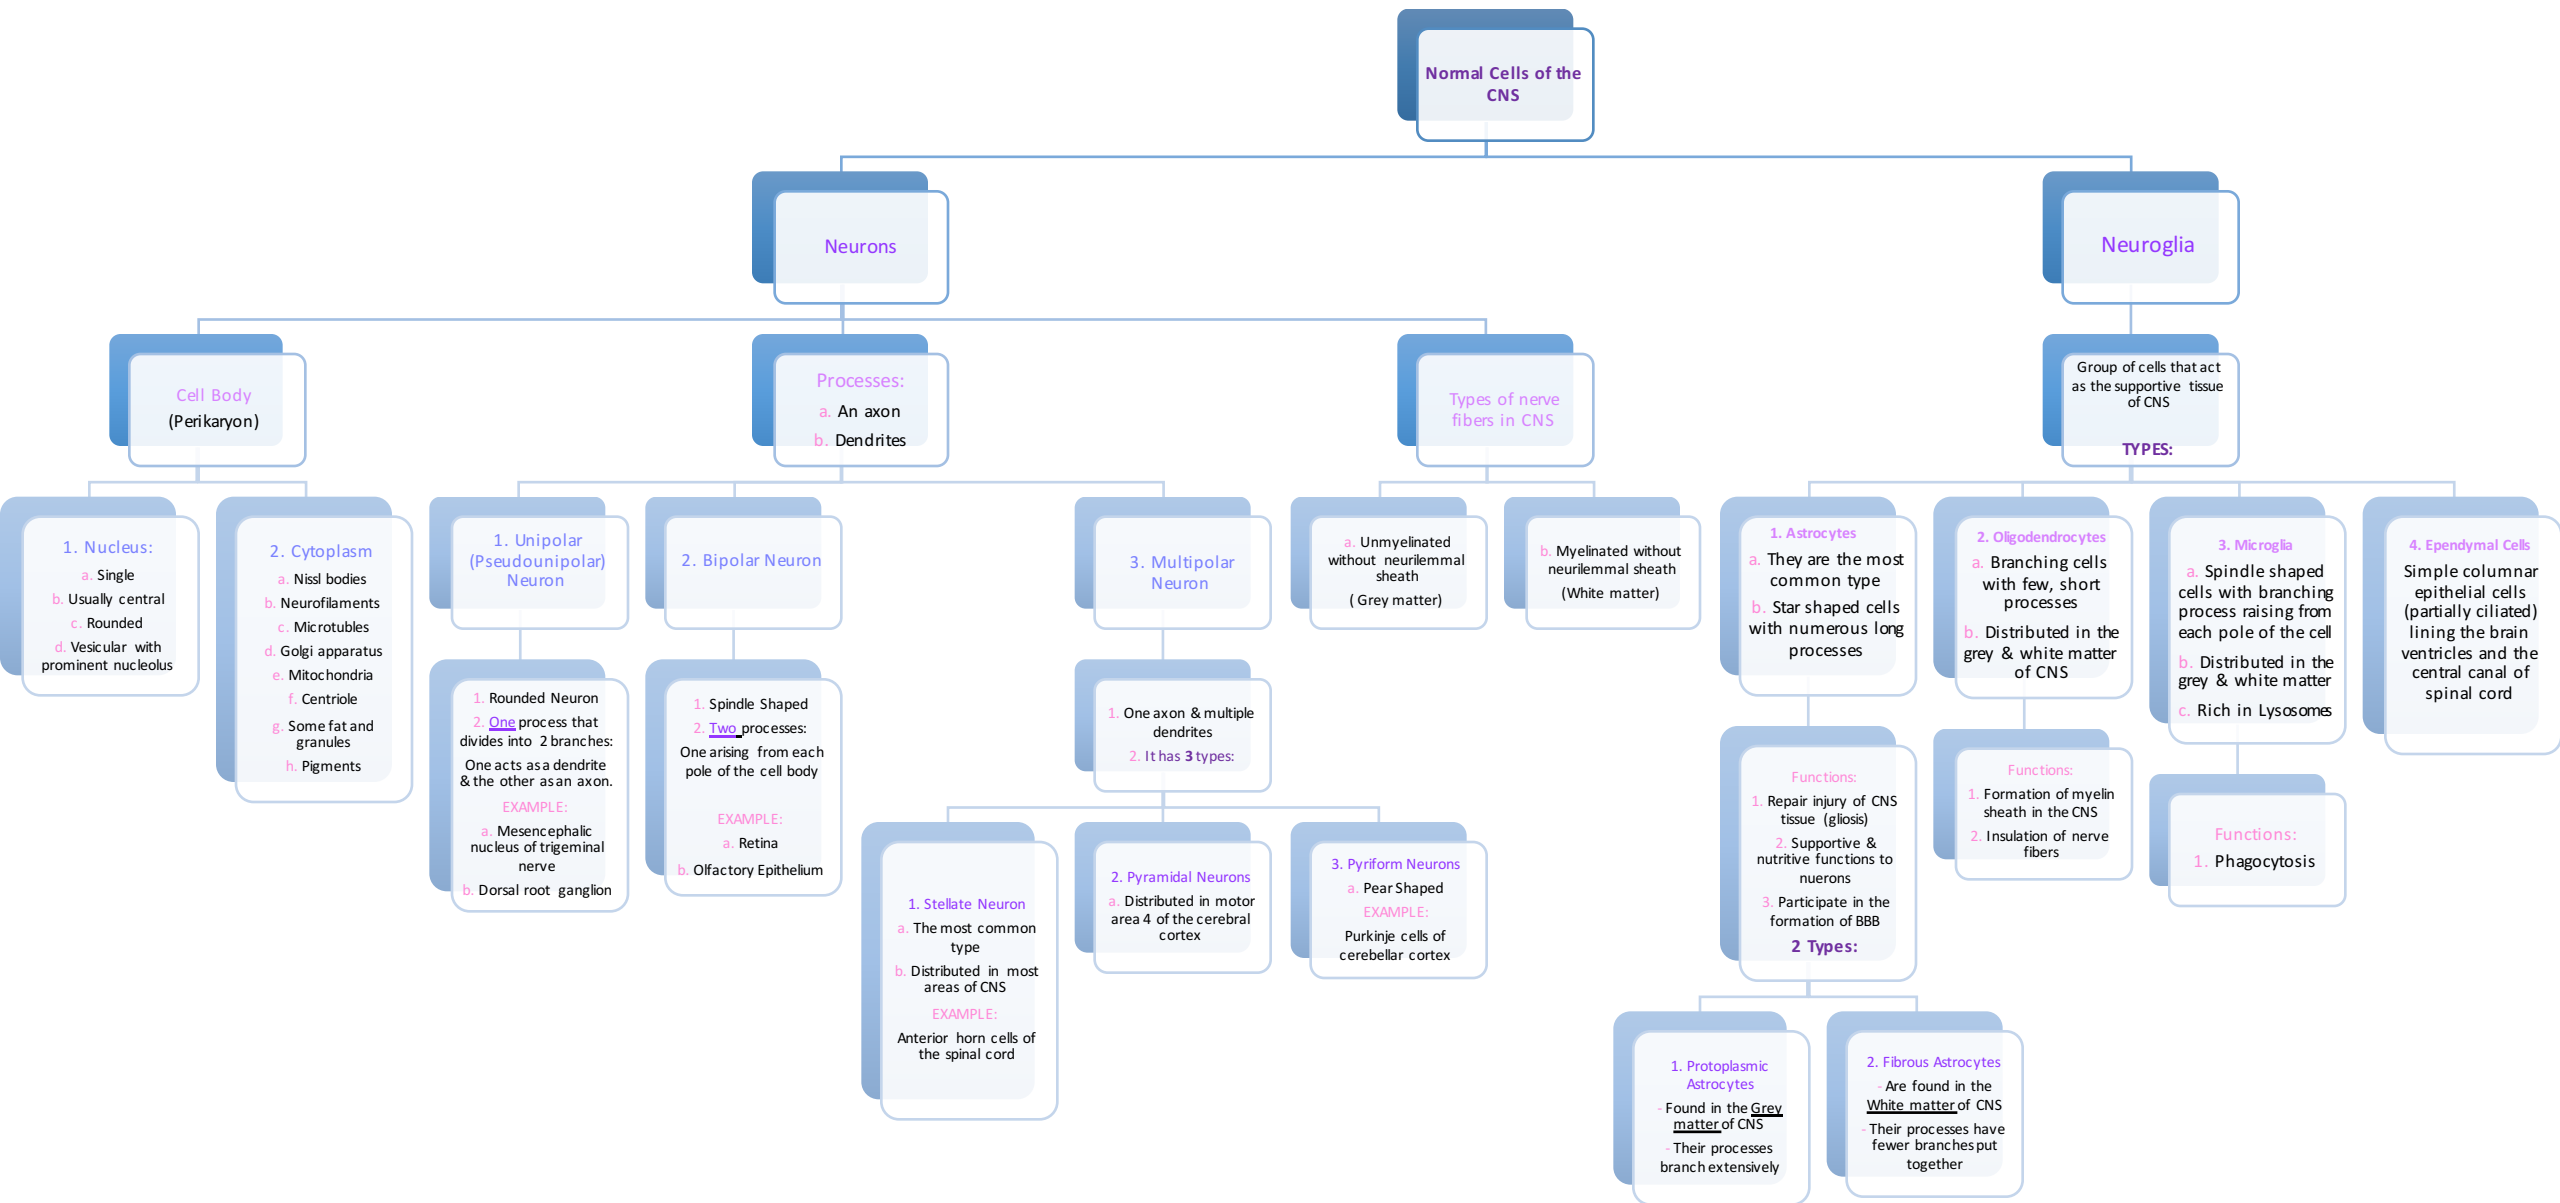 Normal Cells of the
CNS
Neurons
Neuroglia
Cell Body
(Perikaryon)
Processes:
a. An axon
b. Dendrites
Types of nerve
fibers in CNS
Group of cells that act
as the supportive tissue
of CNS
TYPES:
1. Nucleus:
a. Single
b. Usually central
c. Rounded
d. Vesicular with
prominent nucleolus
2. Cytoplasm
a. Nissl bodies
b. Neurofilaments
c. Microtubles
d. Golgi apparatus
e. Mitochondria
f. Centriole
g. Some fat and
granules
h. Pigments
1. Unipolar
(Pseudounipolar)
Neuron
1. Rounded Neuron
2. One process that
divides into 2 branches:
One acts as a dendrite
& the other as an axon.
EXAMPLE:
a. Mesencephalic
nucleus of trigeminal
nerve
b. Dorsal root ganglion
2. Bipolar Neuron
1. Spindle Shaped
2. Two processes:
One arising from each
pole of the cell body
EXAMPLE:
a. Retina
b. Olfactory Epithelium
3. Multipolar
Neuron
1. One axon & multiple
dendrites
2. It has 3 types:
1. Stellate Neuron
a. The most common
type
b. Distributed in most
areas of CNS
EXAMPLE:
Anterior horn cells of
the spinal cord
2. Pyramidal Neurons
a. Distributed in motor
area 4 of the cerebral
cortex
3. Pyriform Neurons
a. Pear Shaped
EXAMPLE:
Purkinje cells of
cerebellar cortex
a. Unmyelinated
without neurilemmal
sheath
( Grey matter)
b. Myelinated without
neurilemmal sheath
(White matter)
1. Astrocytes
a. They are the most
common type
b. Star shaped cells
with numerous long
processes
Functions:
1. Repair injury of CNS
tissue (gliosis)
2. Supportive &
nutritive functions to
nuerons
3. Participate in the
formation of BBB
2 Types:
1. Protoplasmic
Astrocytes
- Found in the Grey
matter of CNS
- Their processes
branch extensively
2. Fibrous Astrocytes
- Are found in the
White matter of CNS
- Their processes have
fewer branches put
together
2. Oligodendrocytes
a. Branching cells
with few, short
processes
b. Distributed in the
grey & white matter
of CNS
Functions:
1. Formation of myelin
sheath in the CNS
2. Insulation of nerve
fibers
3. Microglia
a. Spindle shaped
cells with branching
process raising from
each pole of the cell
b. Distributed in the
grey & white matter
c. Rich in Lysosomes
Functions:
1. Phagocytosis
4. Ependymal Cells
Simple columnar
epithelial cells
(partially ciliated)
lining the brain
ventricles and the
central canal of
spinal cord